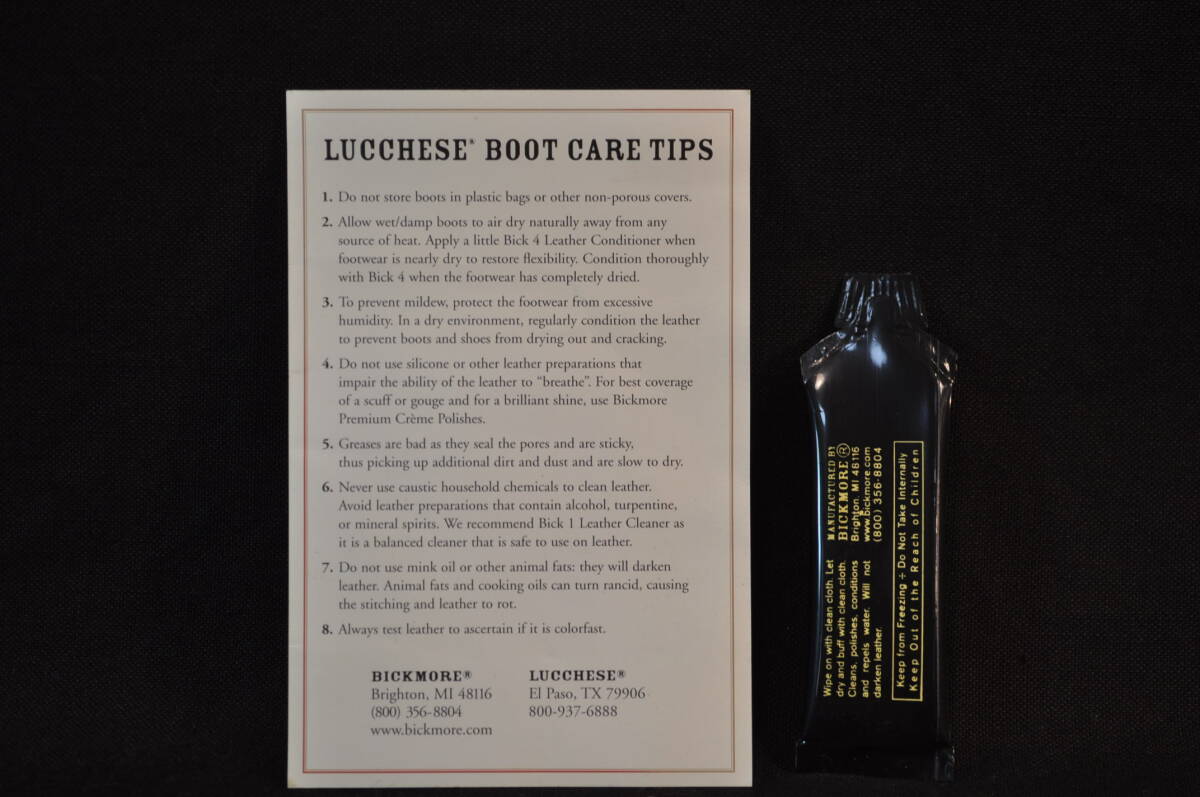 LUCCHESE® BOOT CARE TIPS
1. Do not store boots in plastic bags or other non-porous covers.
2. Allow wet/damp boots to air dry naturally away from any
source of heat. Apply a little Bick 4 Leather Conditioner when
footwear is nearly dry to restore flexibility. Condition thoroughly
with Bick 4 when the footwear has completely dried.
3. To prevent mildew, protect the footwear from excessive
humidity. In a dry environment, regularly condition the leather
to prevent boots and shoes from drying out and cracking.
4. Do not use silicone or other leather preparations that
impair the ability of the leather to “breathe”. For best coverage
of a scuff or gouge and for a brilliant shine, use Bickmore
Premium Crème Polishes.
5. Greases are bad as they seal the pores and are sticky,
thus picking up additional dirt and dust and are slow to dry.
6. Never use caustic household chemicals to clean leather.
Avoid leather preparations that contain alcohol, turpentine,
or mineral spirits. We recommend Bick 1 Leather Cleaner as
it is a balanced cleaner that is safe to use on leather.
7. Do not use mink oil or other animal fats: they will darken
leather. Animal fats and cooking oils can turn rancid, causing
the stitching and leather to rot.
8. Always test leather to ascertain if it is colorfast.
BICKMORE®
Brighton, MI 48116
(800) 356-8804
www.bickmore.com
LUCCHESE®
El Paso, TX 79906
800-937-6888
Wipe on with clean cloth. Let
dry and buff with clean cloth.
Cleans, polishes, conditions
and repels water. Will not
darken leather.
MANUFACTURED BY
BICKMORE®
Brighton, MI 48116
www.bickmore.com
(800) 356-8804
Keep from Freezing ÷ Do Not Take Internally
Keep Out of the Reach of Children